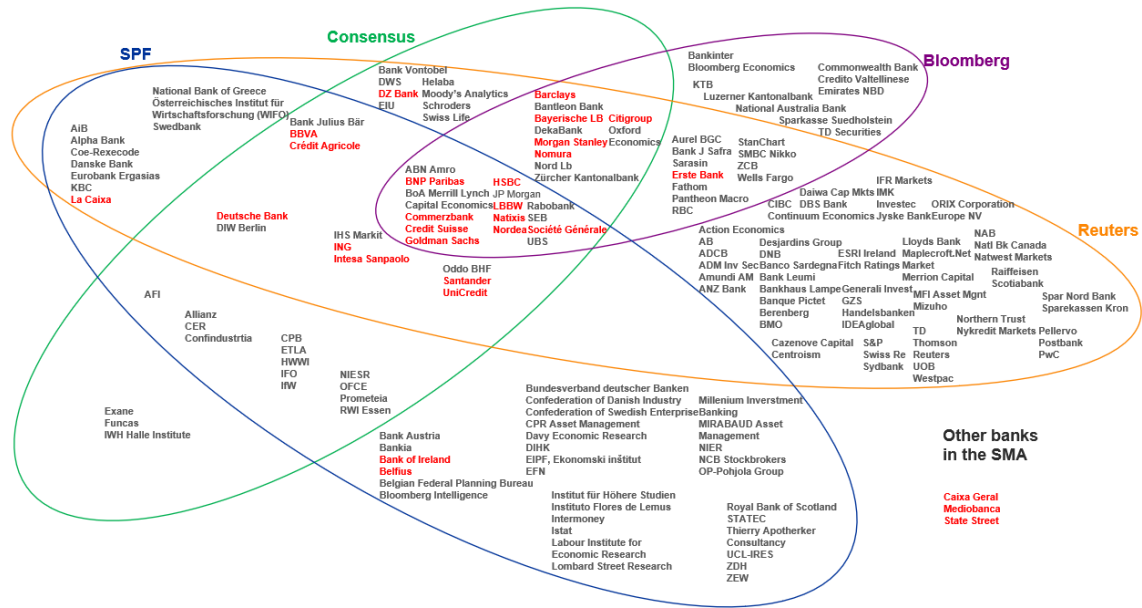 Consensus
SPF
Bloomberg
Reuters
National Bank of Greece
Österreichisches Institut für
Wirtschaftsforschung (WIFO)
Swedbank
AiB
Alpha Bank
Coe-Rexecode
Danske Bank
Eurobank Ergasias
KBC
La Caixa
Bank Julius Bär
BBVA
Crédit Agricole
Bank Vontobel
DWS
DZ Bank
EIU
Helaba
Moody's Analytics
Schroders
Swiss Life
Barclays
Bantleon Bank
Bayerische LB
DekaBank
Morgan Stanley
Nomura
Nord Lb
Zürcher Kantonalbank
Citigroup
Oxford
Economics
Bankinter
Bloomberg Economics
KTB
Luzerner Kantonalbank
Commonwealth Bank
Credito Valtellinese
Emirates NBD
National Australia Bank
Sparkasse Suedholstein
TD Securities
Aurel BGC
Bank J Safra
Sarasin
Erste Bank
Fathom
Pantheon Macro
RBC
StanChart
SMBC Nikko
ZCB
Wells Fargo
ABN Amro
BNP Paribas
BoA Merrill Lynch
Capital Economics
Commerzbank
Credit Suisse
Goldman Sachs
HSBC
JP Morgan
LBBW
Natixis
Nordea
Rabobank
SEB
Société Générale
UBS
Deutsche Bank
DIW Berlin
IHS Markit
ING
Intesa Sanpaolo
Oddo BHF
Santander
UniCredit
IFR Markets
IMK
Investec
Jyske Bank
Daiwa Cap Mkts
DBS Bank
CIBC
Continuum Economics
ORIX Corporation
Europe NV
Action Economics
AB
ADCB
ADM Inv Sec
Amundi AM
ANZ Bank
Desjardins Group
DNB
Banco Sardegna
Bank Leumi
Bankhaus Lampe
Banque Pictet
Berenberg
BMO
ESRI Ireland
Fitch Ratings
Generali Invest
GZS
Handelsbanken
IDEAglobal
Lloyds Bank
Maplecroft.Net
Market
Merrion Capital
NAB
Natl Bk Canada
Natwest Markets
Raiffeisen
Scotiabank
MFI Asset Mgnt
Mizuho
Spar Nord Bank
Sparekassen Kron
Northern Trust
Nykredit Markets
Pellervo
Postbank
PwC
Cazenove Capital
Centroism
S&P
Swiss Re
Sydbank
TD
Thomson
Reuters
UOB
Westpac
AFI
Allianz
CER
Confindustrtia
CPB
ETLA
HWWI
IFO
IfW
NIESR
OFCE
Prometeia
RWI Essen
Exane
Funcas
IWH Halle Institute
Bank Austria
Bankia
Bank of Ireland
Belfius
Belgian Federal Planning Bureau
Bloomberg Intelligence
Bundesverband deutscher Banken
Confederation of Danish Industry
Confederation of Swedish Enterprise
CPR Asset Management
Davy Economic Research
DIHK
EIPF, Ekonomski inštitut
EFN
Millenium Inverstment
Banking
MIRABAUD Asset
Management
NIER
NCB Stockbrokers
OP-Pohjola Group
Institut für Höhere Studien
Instituto Flores de Lemus
Intermoney
Istat
Labour Institute for
Economic Research
Lombard Street Research
Royal Bank of Scotland
STATEC
Thierry Apotherker
Consultancy
UCL-IRES
ZDH
ZEW
Other banks
in the SMA
Caixa Geral
Mediobanca
State Street